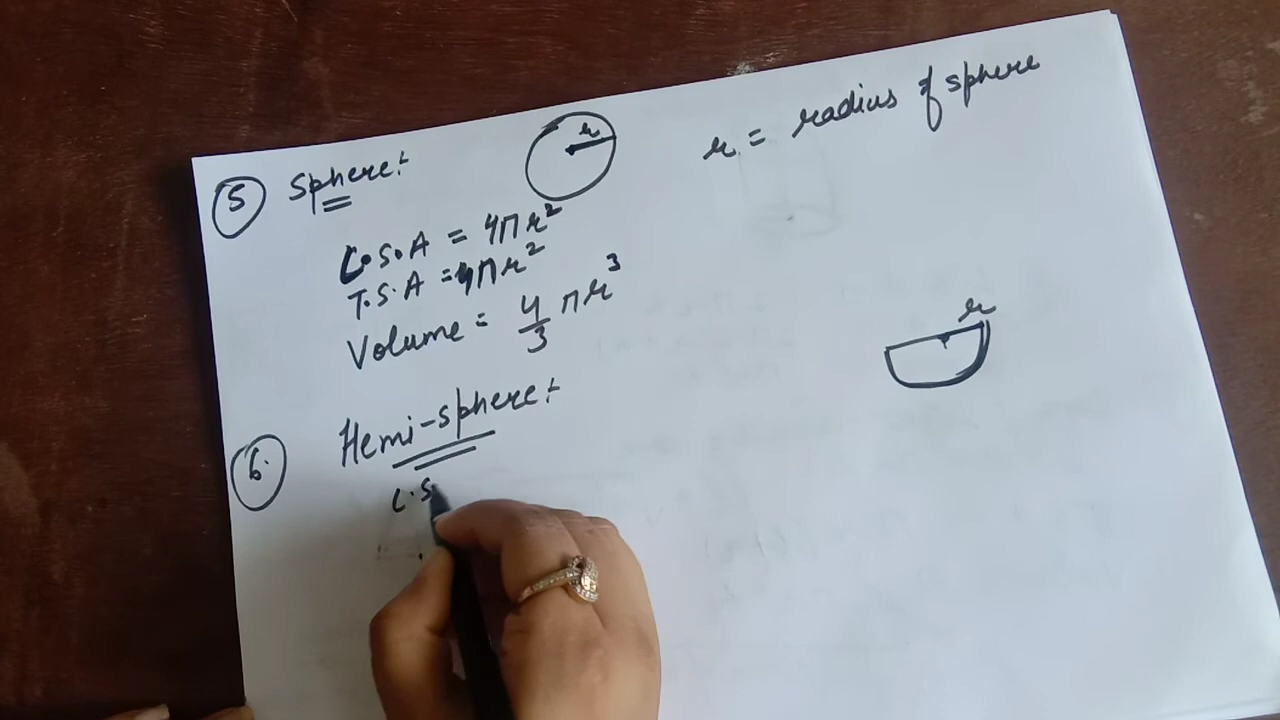 r
r = radius of sphere
5 Sphere:-
C.S.A = 4πr²
T.S.A = 4πr²
Volume = 4/3 πr³
r
6. Hemi-sphere:-
C.S